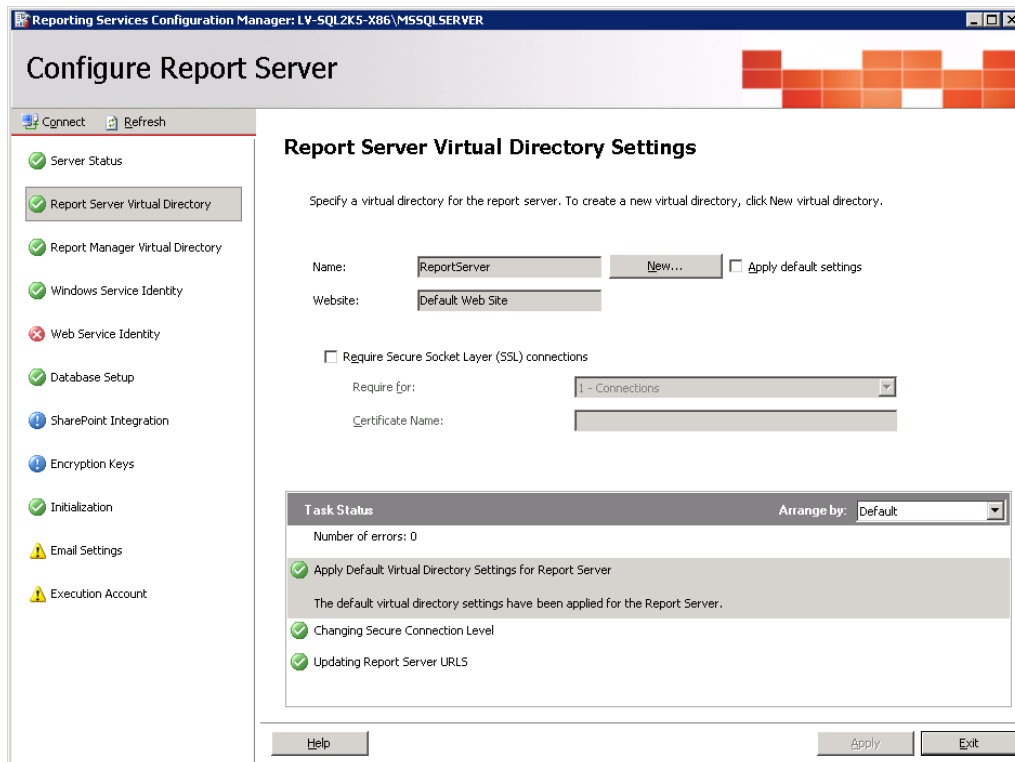 Reporting Services Configuration Manager: LV-SQL2K5-X86\MSSQLSERVER
Configure Report Server
Connect Refresh
Server Status
Report Server Virtual Directory
Report Manager Virtual Directory
Windows Service Identity
Web Service Identity
Database Setup
SharePoint Integration
Encryption Keys
Initialization
Email Settings
Execution Account
Report Server Virtual Directory Settings
Specify a virtual directory for the report server. To create a new virtual directory, click New virtual directory.
Name: ReportServer New... Apply default settings
Website: Default Web Site
Require Secure Socket Layer (SSL) connections
Require for: 1 - Connections
Certificate Name:
Task Status Arrange by: Default
Number of errors: 0
Apply Default Virtual Directory Settings for Report Server
The default virtual directory settings have been applied for the Report Server.
Changing Secure Connection Level
Updating Report Server URLS
Help Apply Exit